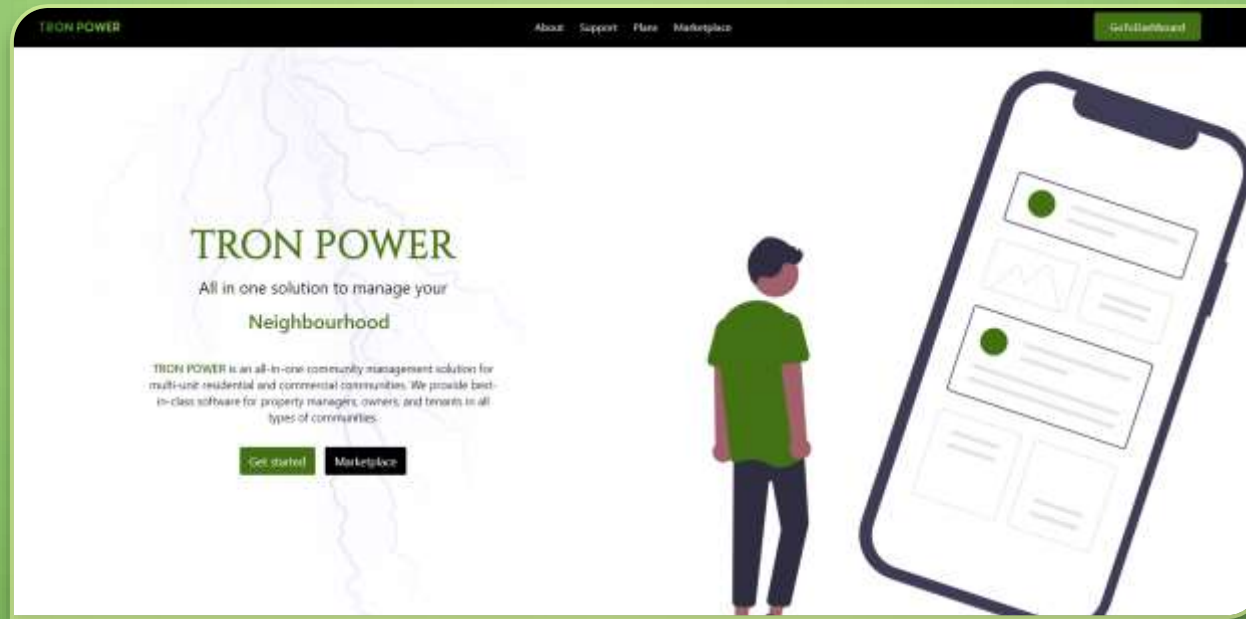 TRON POWER
About Support Plans Marketplace
GoToDashboard
TRON POWER
All in one solution to manage your
Neighbourhood
TRON POWER is an all-in-one community management solution for
multi-unit residential and commercial communities. We provide best-
in-class software for property managers, owners, and tenants in all
types of communities.
Get started Marketplace